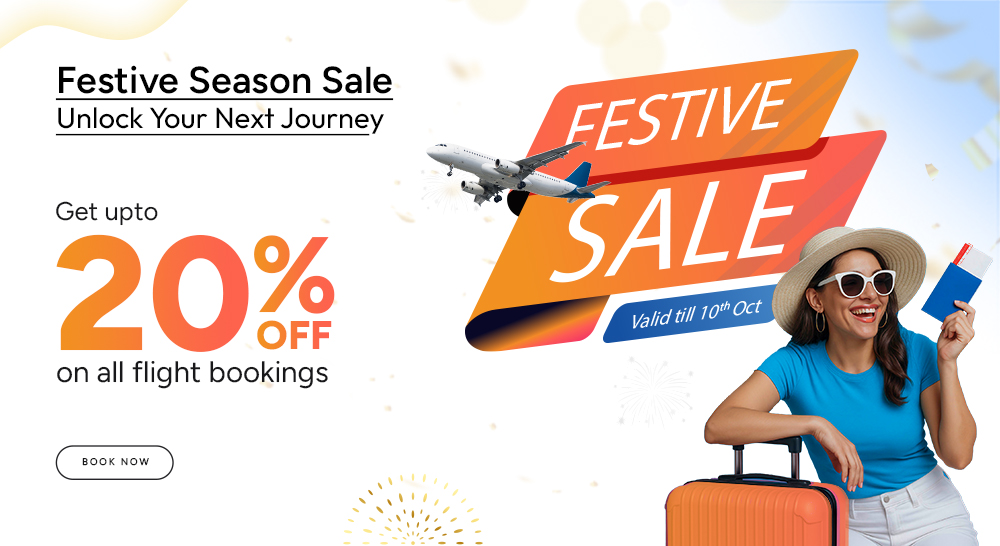 Festive Season Sale
Unlock Your Next Journey
Get upto
20% OFF
on all flight bookings
BOOK NOW
FESTIVE
SALE
Valid till 10th Oct